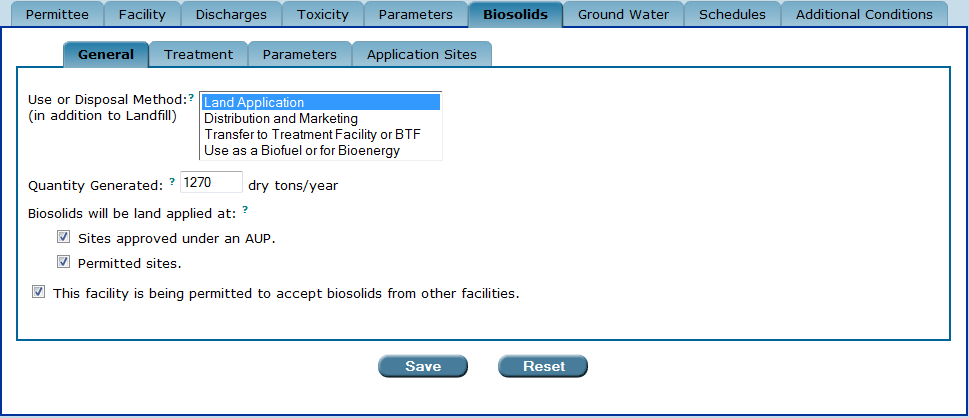 Permittee Facility Discharges Toxicity Parameters Biosolids Ground Water Schedules Additional Conditions
General Treatment Parameters Application Sites
Use or Disposal Method:? Land Application
(in addition to Landfill) Distribution and Marketing
Transfer to Treatment Facility or BTF
Use as a Biofuel or for Bioenergy
Quantity Generated: ? 1270 dry tons/year
Biosolids will be land applied at: ?
Sites approved under an AUP.
Permitted sites.
This facility is being permitted to accept biosolids from other facilities.
Save Reset